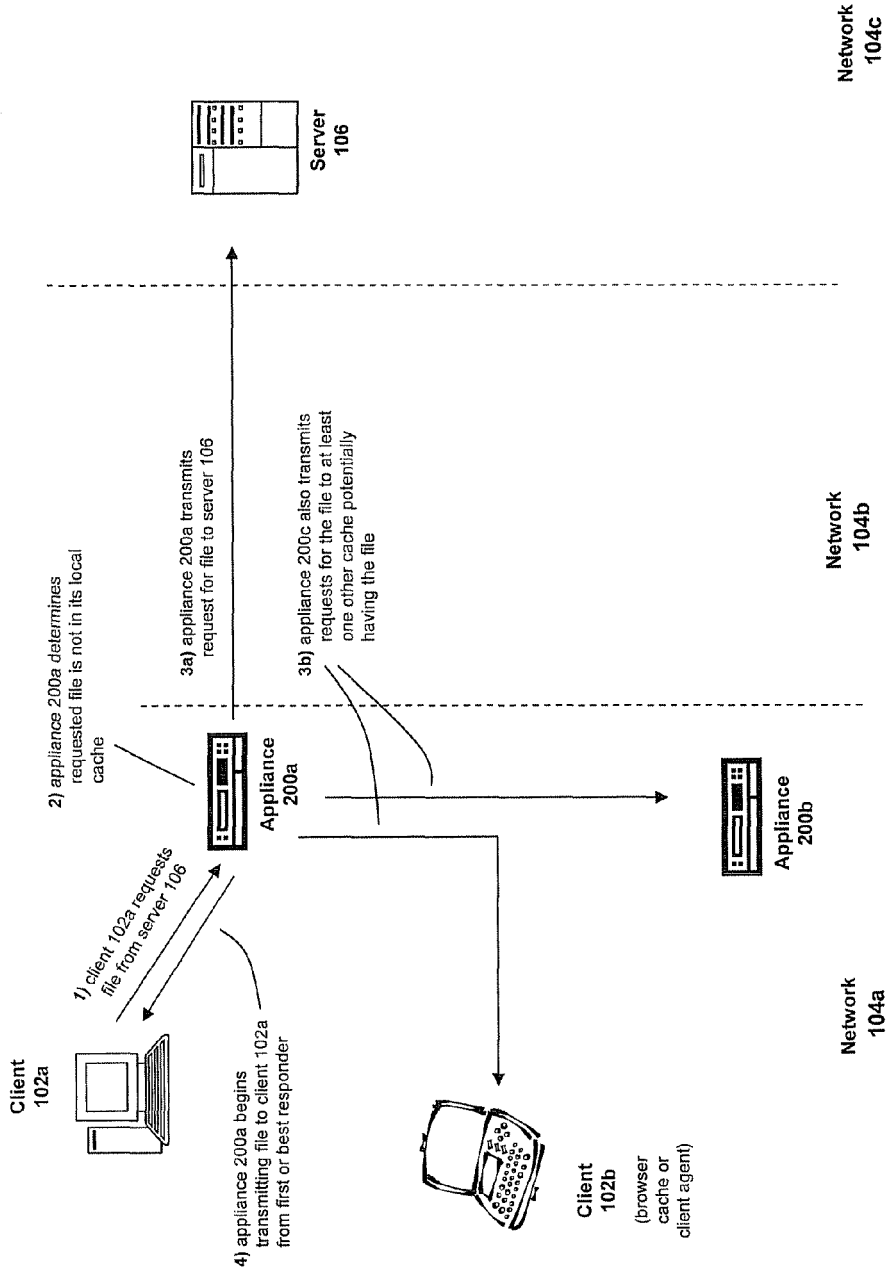 Client
102a
1) client 102a requests
file from server 106
2) appliance 200a determines
requested file is not in its local
cache
Appliance
200a
3a) appliance 200a transmits
request for file to server 106
Server
106
4) appliance 200a begins
transmitting file to client 102a
from first or best responder
3b) appliance 200c also transmits
requests for the file to at least
one other cache potentially
having the file
Client
102b
(browser
cache or
client agent)
Appliance
200b
Network
104a
Network
104b
Network
104c